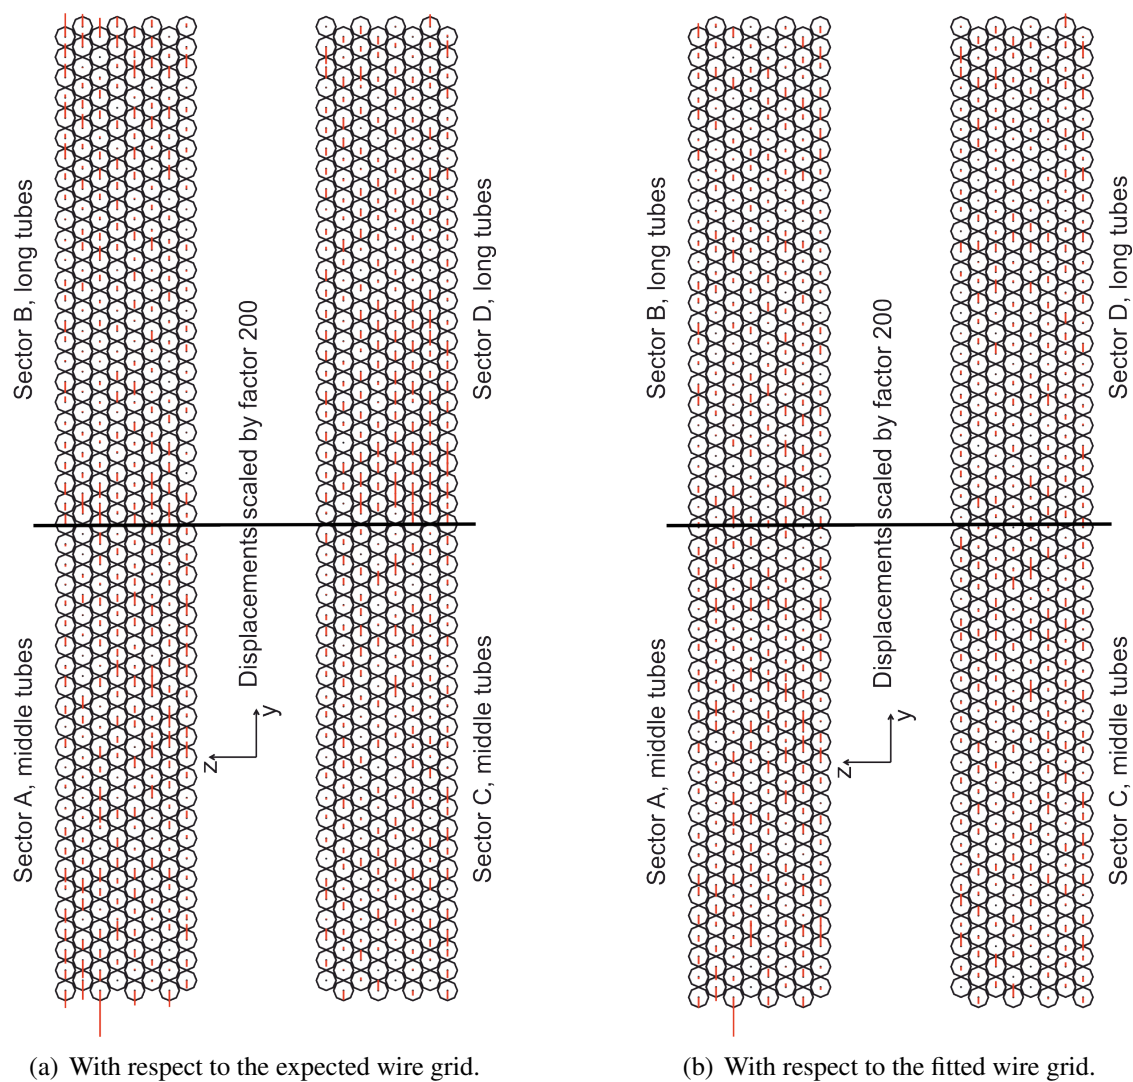 Sector B, long tubes
Sector A, middle tubes
Displacements scaled by factor 200
z
y
Sector D, long tubes
Sector C, middle tubes
(a) With respect to the expected wire grid.
Sector B, long tubes
Sector A, middle tubes
Displacements scaled by factor 200
z
y
Sector D, long tubes
Sector C, middle tubes
(b) With respect to the fitted wire grid.